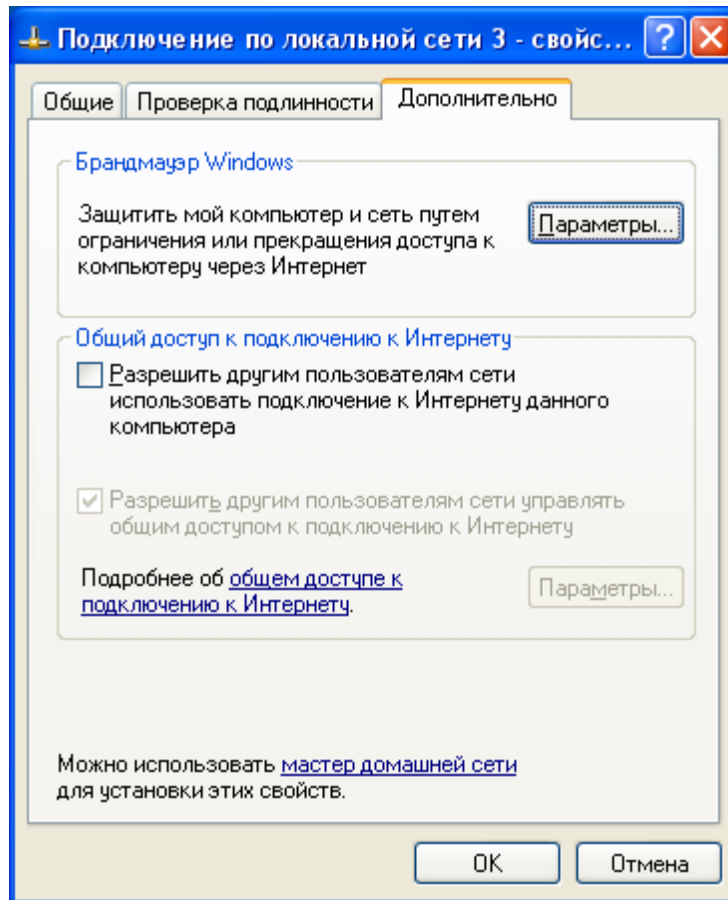 Подключение по локальной сети 3 - свойс...
Общие
Проверка подлинности
Дополнительно
Брандмауэр Windows
Защитить мой компьютер и сеть путем
ограничения или прекращения доступа к
компьютеру через Интернет
Параметры...
Общий доступ к подключению к Интернету
Разрешить другим пользователям сети
использовать подключение к Интернету данного
компьютера
Разрешить другим пользователям сети управлять
общим доступом к подключению к Интернету
Подробнее об общем доступе к
подключению к Интернету.
Параметры...
Можно использовать мастер домашней сети
для установки этих свойств.
OK
Отмена